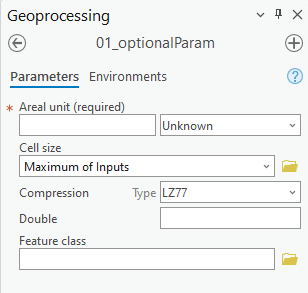 Geoprocessing
01_optionalParam
Parameters Environments
?
* Areal unit (required)
Unknown
Cell size
Maximum of Inputs
Compression Type LZ77
Double
Feature class